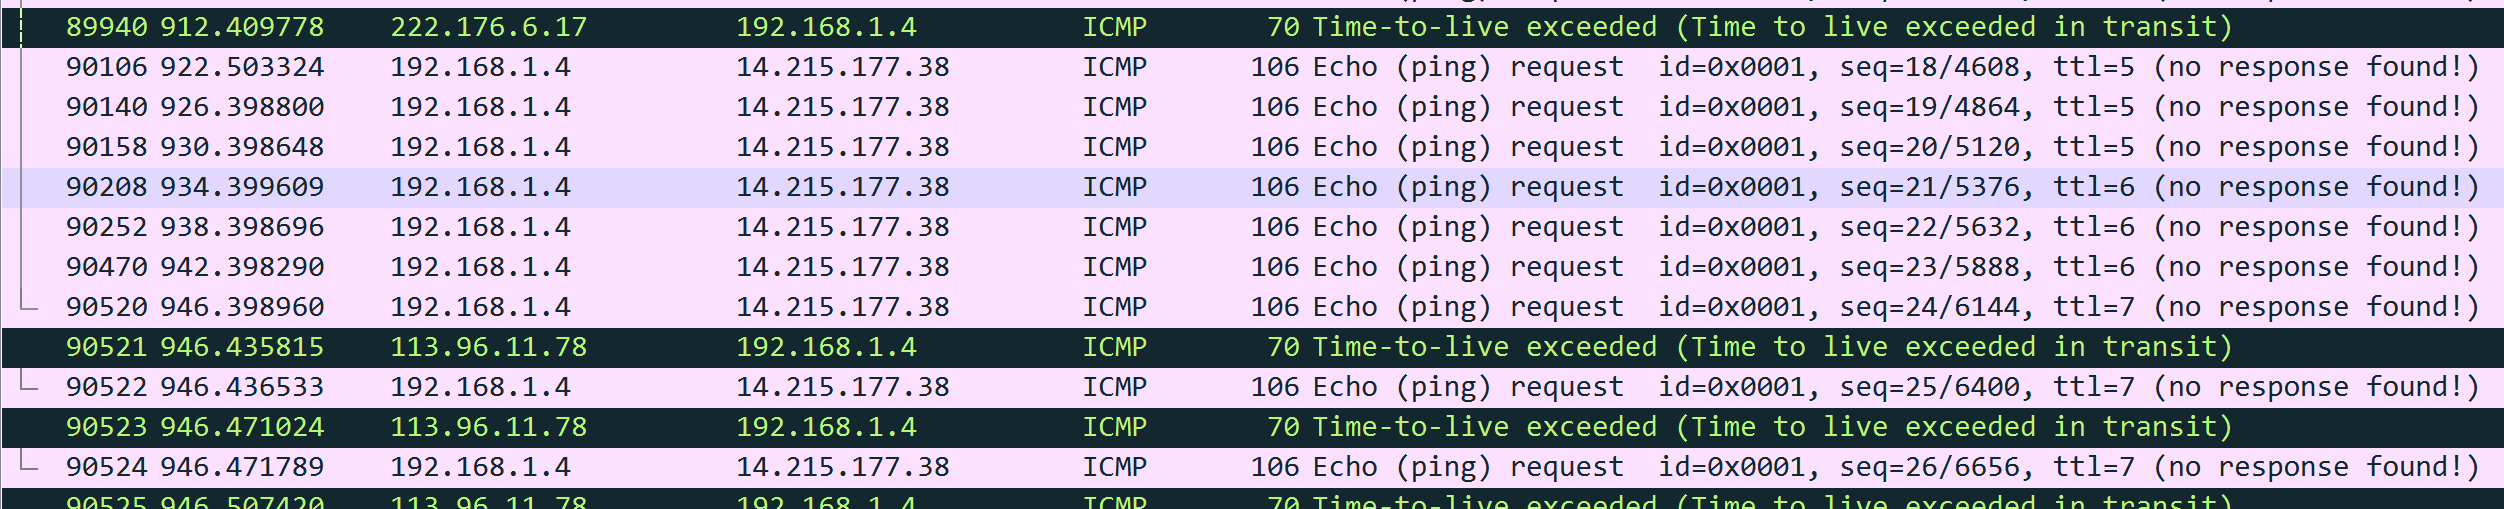 89940 912.409778 222.176.6.17 192.168.1.4 ICMP 70 Time-to-live exceeded (Time to live exceeded in transit)
90106 922.503324 192.168.1.4 14.215.177.38 ICMP 106 Echo (ping) request id=0x0001, seq=18/4608, ttl=5 (no response found!)
90140 926.398800 192.168.1.4 14.215.177.38 ICMP 106 Echo (ping) request id=0x0001, seq=19/4864, ttl=5 (no response found!)
90158 930.398648 192.168.1.4 14.215.177.38 ICMP 106 Echo (ping) request id=0x0001, seq=20/5120, ttl=5 (no response found!)
90208 934.399609 192.168.1.4 14.215.177.38 ICMP 106 Echo (ping) request id=0x0001, seq=21/5376, ttl=6 (no response found!)
90252 938.398696 192.168.1.4 14.215.177.38 ICMP 106 Echo (ping) request id=0x0001, seq=22/5632, ttl=6 (no response found!)
90470 942.398290 192.168.1.4 14.215.177.38 ICMP 106 Echo (ping) request id=0x0001, seq=23/5888, ttl=6 (no response found!)
90520 946.398960 192.168.1.4 14.215.177.38 ICMP 106 Echo (ping) request id=0x0001, seq=24/6144, ttl=7 (no response found!)
90521 946.435815 113.96.11.78 192.168.1.4 ICMP 70 Time-to-live exceeded (Time to live exceeded in transit)
90522 946.436533 192.168.1.4 14.215.177.38 ICMP 106 Echo (ping) request id=0x0001, seq=25/6400, ttl=7 (no response found!)
90523 946.471024 113.96.11.78 192.168.1.4 ICMP 70 Time-to-live exceeded (Time to live exceeded in transit)
90524 946.471789 192.168.1.4 14.215.177.38 ICMP 106 Echo (ping) request id=0x0001, seq=26/6656, ttl=7 (no response found!)
90525 946.507420 113.96.11.78 192.168.1.4 ICMP 70 Time-to-live exceeded (Time to live exceeded in transit)